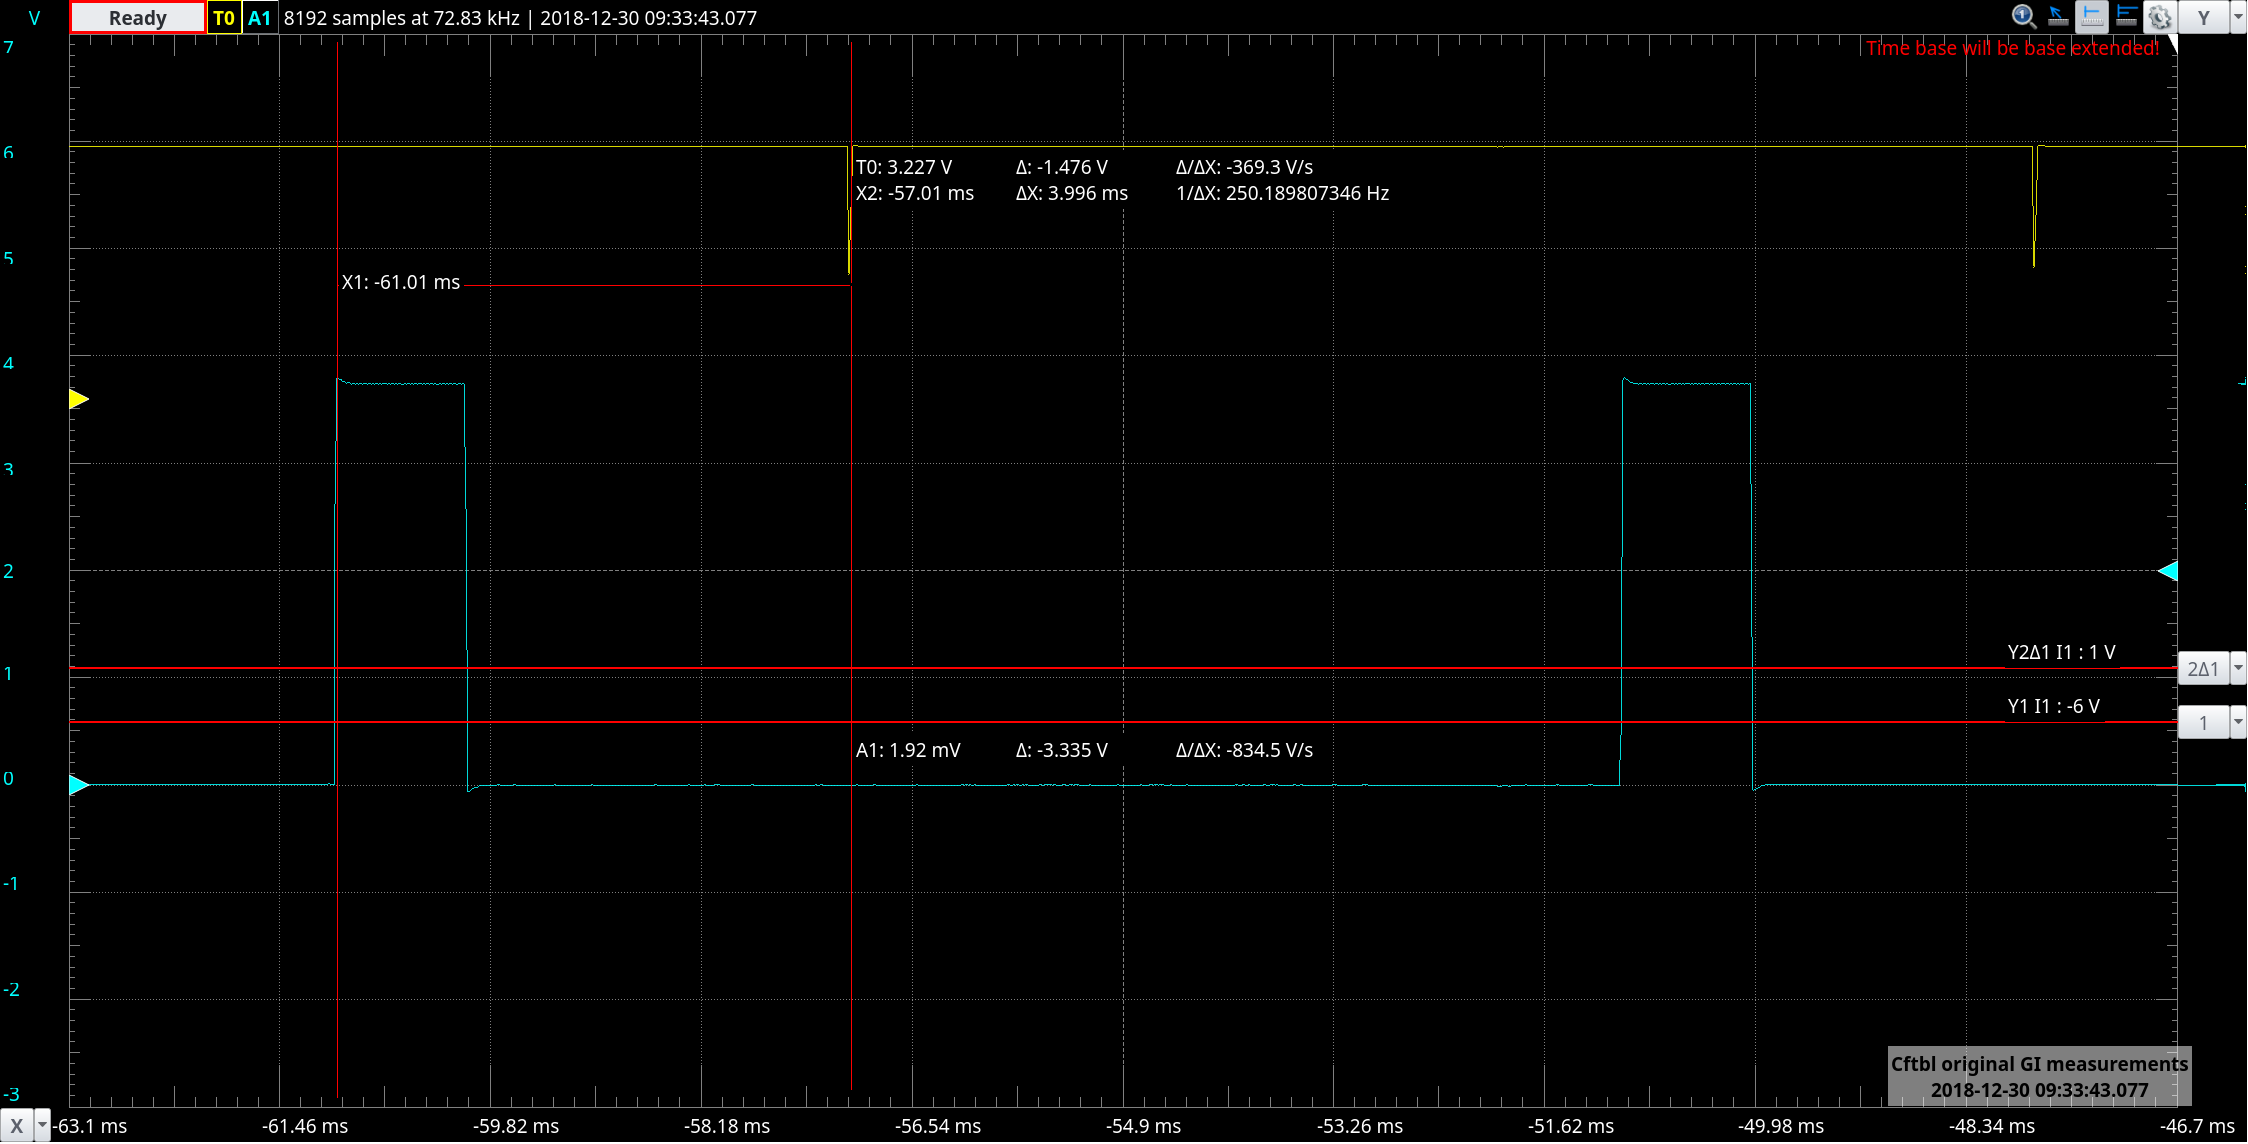 V
Ready T0 A1 8192 samples at 72.83 kHz | 2018-12-30 09:33:43.077
1
Y
7
Time base will be base extended!
6
T0: 3.227 V Δ: -1.476 V Δ/ΔX: -369.3 V/s
X2: -57.01 ms ΔX: 3.996 ms 1/ΔX: 250.189807346 Hz
5
X1: -61.01 ms
4
3
2
Y2Δ1 I1 : 1 V
1
2Δ1
Y1 I1 : -6 V
1
A1: 1.92 mV Δ: -3.335 V Δ/ΔX: -834.5 V/s
0
-1
-2
Cftbl original GI measurements
2018-12-30 09:33:43.077
-3
X -63.1 ms -61.46 ms -59.82 ms -58.18 ms -56.54 ms -54.9 ms -53.26 ms -51.62 ms -49.98 ms -48.34 ms -46.7 ms